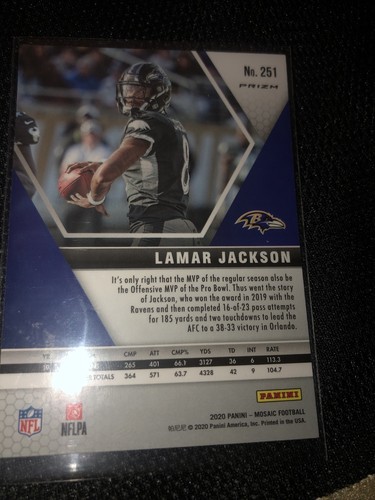 No. 251
PRIZM
LAMAR JACKSON
It's only right that the MVP of the regular season also be
the Offensive MVP of the Pro Bowl. Thus went the story
of Jackson, who won the award in 2019 with the
Ravens and then completed 16-of-23 pass attempts
for 185 yards and two touchdowns to lead the
AFC to a 38-33 victory in Orlando.
CMP ATT CMP% YDS TD INT RATE
265 401 66.1 3127 36 6 113.3
TOTALS 364 571 63.7 4338 42 9 104.7
PANINI
NFL
NFLPA
2020 PANINI - MOSAIC FOOTBALL
© 2020 Panini America, Inc. Printed in the USA.